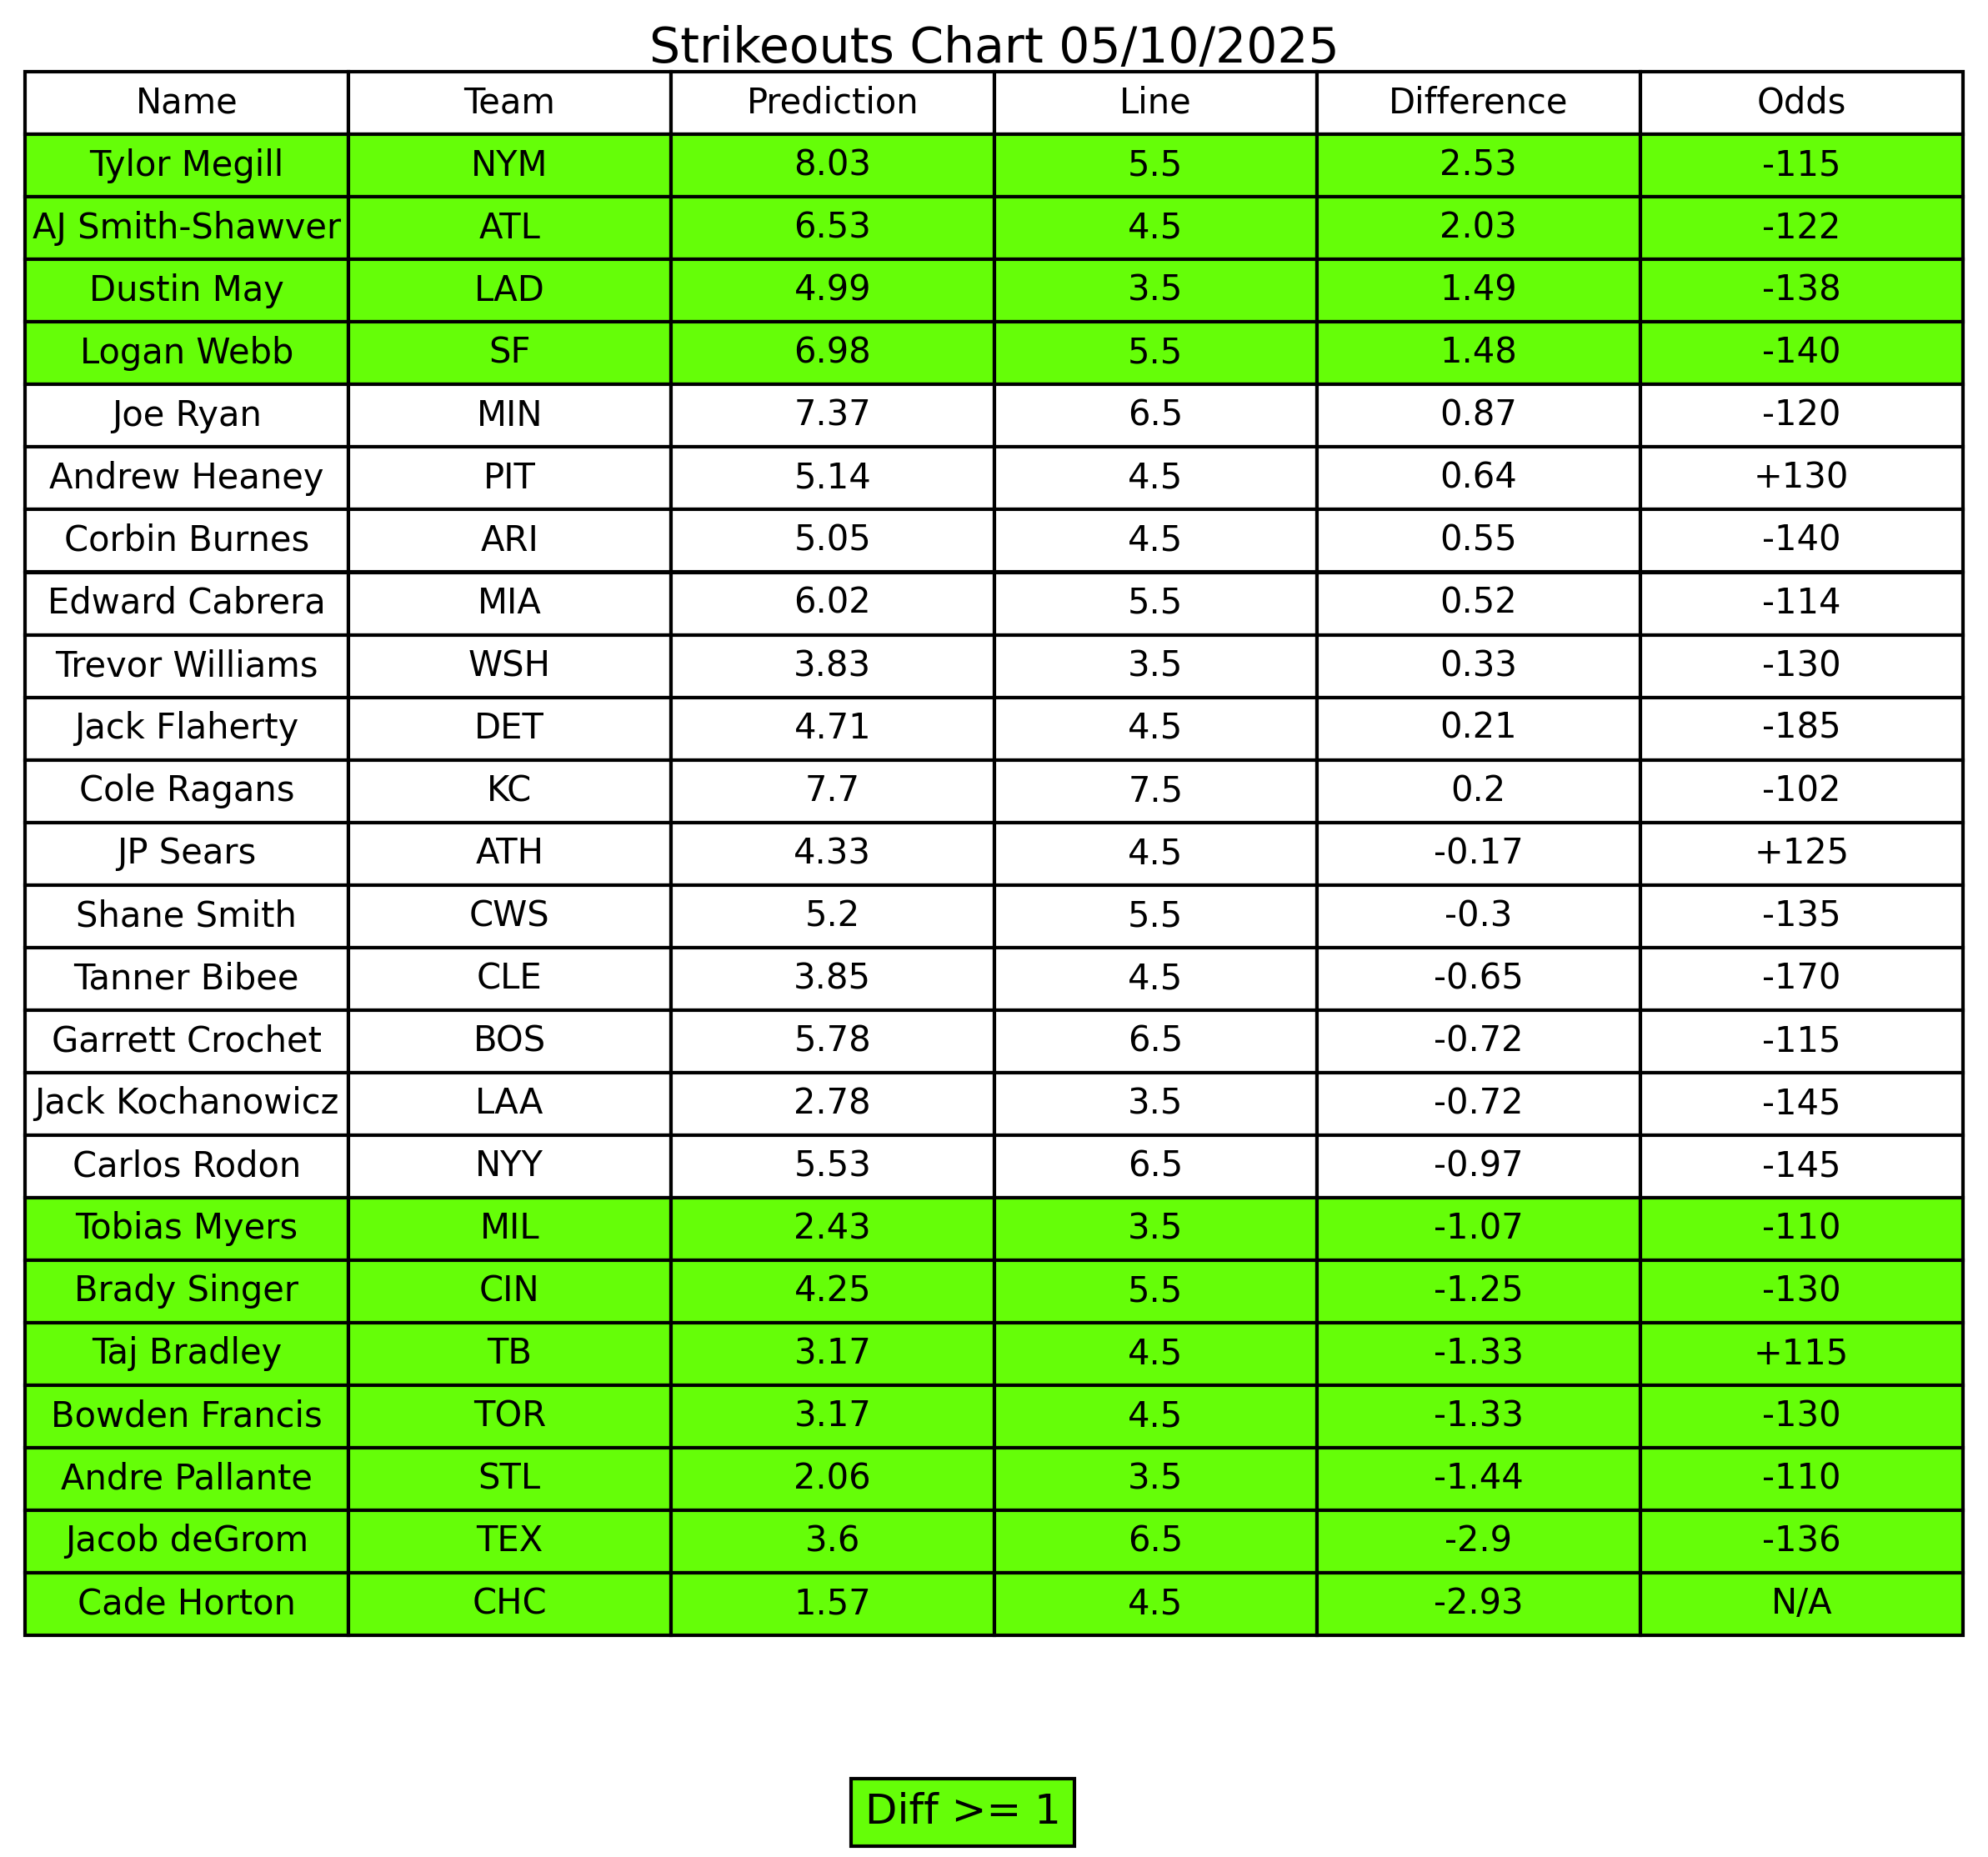 Strikeouts Chart 05/10/2025
Name Team Prediction Line Difference Odds
Tylor Megill NYM 8.03 5.5 2.53 -115
AJ Smith-Shawver ATL 6.53 4.5 2.03 -122
Dustin May LAD 4.99 3.5 1.49 -138
Logan Webb SF 6.98 5.5 1.48 -140
Joe Ryan MIN 7.37 6.5 0.87 -120
Andrew Heaney PIT 5.14 4.5 0.64 +130
Corbin Burnes ARI 5.05 4.5 0.55 -140
Edward Cabrera MIA 6.02 5.5 0.52 -114
Trevor Williams WSH 3.83 3.5 0.33 -130
Jack Flaherty DET 4.71 4.5 0.21 -185
Cole Ragans KC 7.7 7.5 0.2 -102
JP Sears ATH 4.33 4.5 -0.17 +125
Shane Smith CWS 5.2 5.5 -0.3 -135
Tanner Bibee CLE 3.85 4.5 -0.65 -170
Garrett Crochet BOS 5.78 6.5 -0.72 -115
Jack Kochanowicz LAA 2.78 3.5 -0.72 -145
Carlos Rodon NYY 5.53 6.5 -0.97 -145
Tobias Myers MIL 2.43 3.5 -1.07 -110
Brady Singer CIN 4.25 5.5 -1.25 -130
Taj Bradley TB 3.17 4.5 -1.33 +115
Bowden Francis TOR 3.17 4.5 -1.33 -130
Andre Pallante STL 2.06 3.5 -1.44 -110
Jacob deGrom TEX 3.6 6.5 -2.9 -136
Cade Horton CHC 1.57 4.5 -2.93 N/A
Diff >= 1